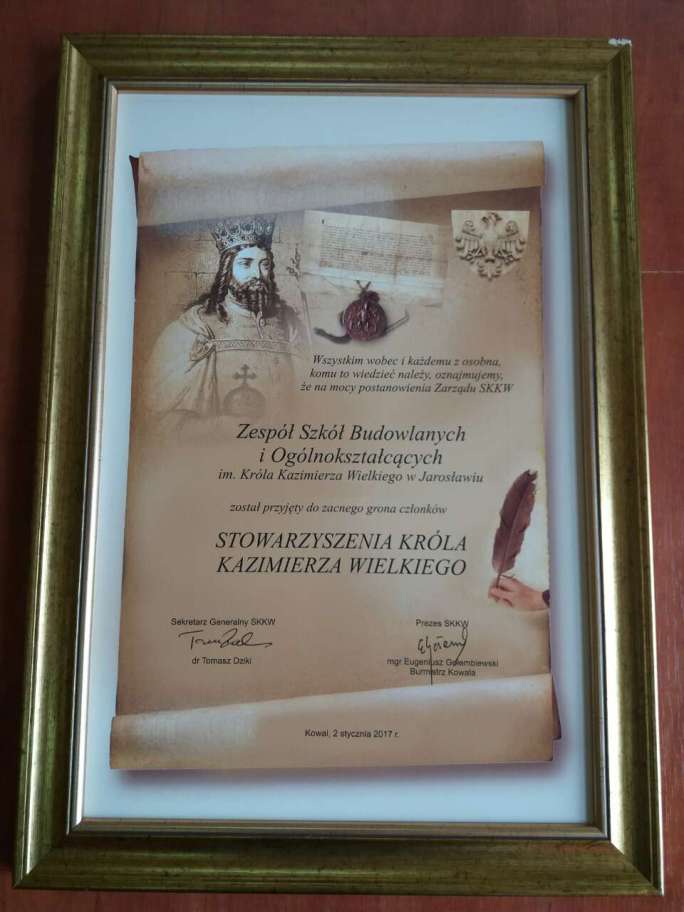 Wszystkim wobec i każdemu z osobna,
komu to wiedzieć należy, oznajmujemy,
że na mocy postanowienia Zarządu SKKW
Zespół Szkół Budowlanych
i Ogólnokształcących
im. Króla Kazimierza Wielkiego w Jarosławiu
został przyjęty do zacnego grona członków
STOWARZYSZENIA KRÓLA
KAZIMIERZA WIELKIEGO
Sekretarz Generalny SKKW
dr Tomasz Dziki
Prezes SKKW
mgr Eugeniusz Gołembiewski
Burmistrz Kowala
Kowal, 2 stycznia 2017 r.